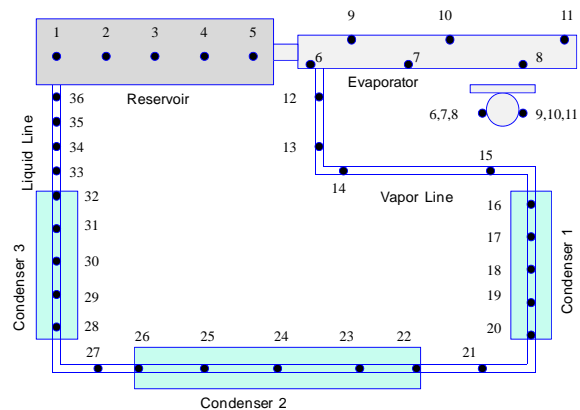 9 10 11
1 2 3 4 5
6 7 8
Evaporator
Reservoir
36
12
6,7,8 9,10,11
35
Liquid Line
34
13
33
15
14
Vapor Line
32
16
31
17
Condenser 3
30
18
Condenser 1
29
19
28
20
27 26 25 24 23 22 21
Condenser 2